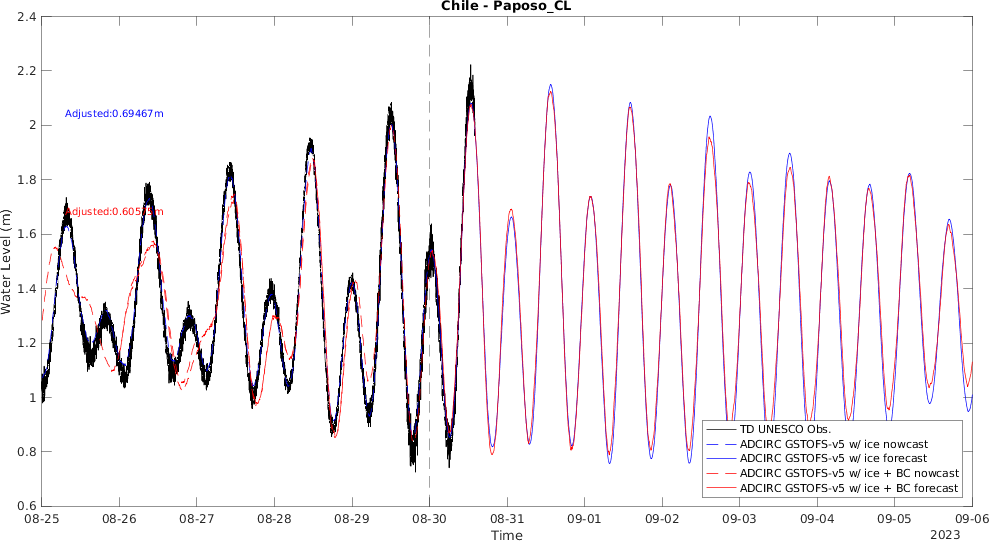 Chile - Paposo_CL
2.4
2.2
2
1.8
1.6
1.4
1.2
1
0.8
0.6
Water Level (m)
Adjusted:0.69467m
Adjusted:
TD UNESCO Obs.
ADCIRC GSTOFS-v5 w/ ice nowcast
ADCIRC GSTOFS-v5 w/ ice forecast
ADCIRC GSTOFS-v5 w/ ice + BC nowcast
ADCIRC GSTOFS-v5 w/ ice + BC forecast
08-25 08-26 08-27 08-28 08-29 08-30 08-31 09-01 09-02 09-03 09-04 09-05 09-06
Time
2023